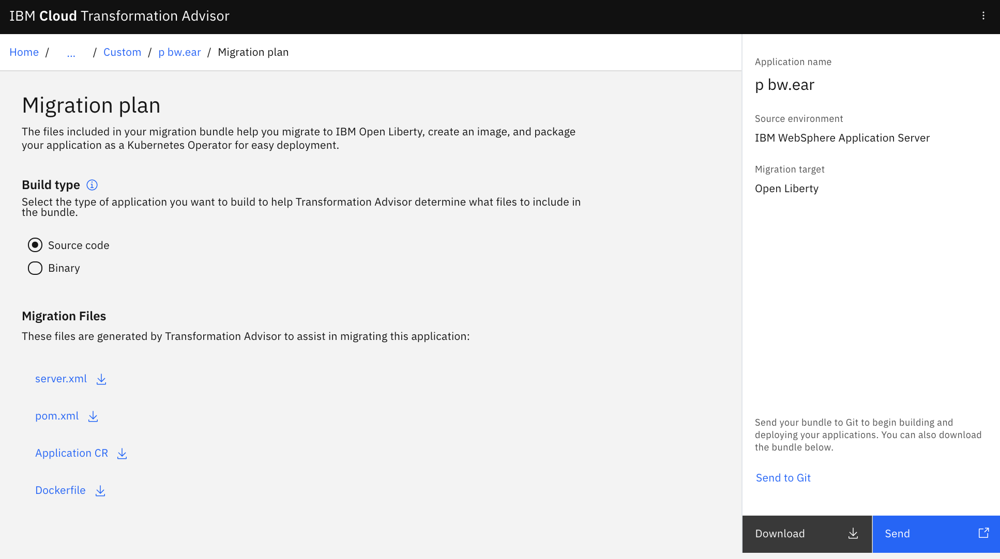 IBM Cloud Transformation Advisor
Home / ... / Custom / p bw.ear / Migration plan
Migration plan
The files included in your migration bundle help you migrate to IBM Open Liberty, create an image, and package
your application as a Kubernetes Operator for easy deployment.
Build type
Select the type of application you want to build to help Transformation Advisor determine what files to include in
the bundle.
Source code
Binary
Migration Files
These files are generated by Transformation Advisor to assist in migrating this application:
server.xml
pom.xml
Application CR
Dockerfile
Application name
p bw.ear
Source environment
IBM WebSphere Application Server
Migration target
Open Liberty
Send your bundle to Git to begin building and
deploying your applications. You can also download
the bundle below.
Send to Git
Download
Send